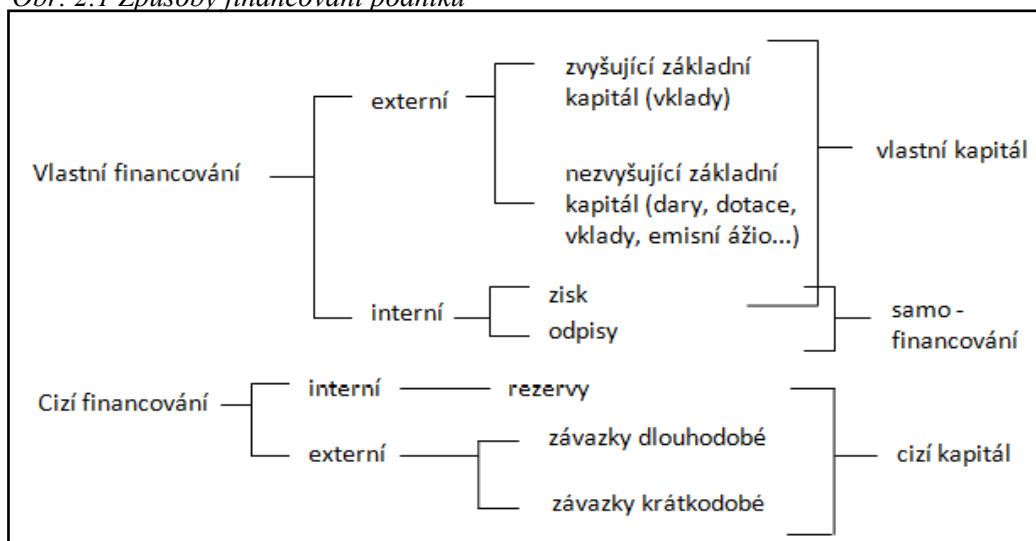 Obr. 2.1 Způsoby financování podniku
zvyšující základní
kapitál (vklady)
externí
vlastní kapitál
Vlastní financování
nezvyšující základní
kapitál (dary, dotace,
vklady, emisní ážio...)
zisk
interní
samo -
odpisy
financování
interní
rezervy
Cizí financování
závazky dlouhodobé
externí
cizí kapitál
závazky krátkodobé